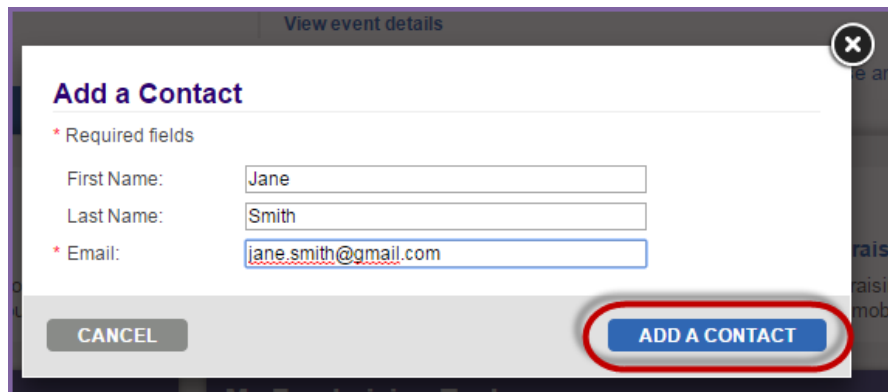 View event details
Add a Contact
* Required fields
First Name: Jane
Last Name: Smith
* Email: jane.smith@gmail.com
CANCEL
ADD A CONTACT